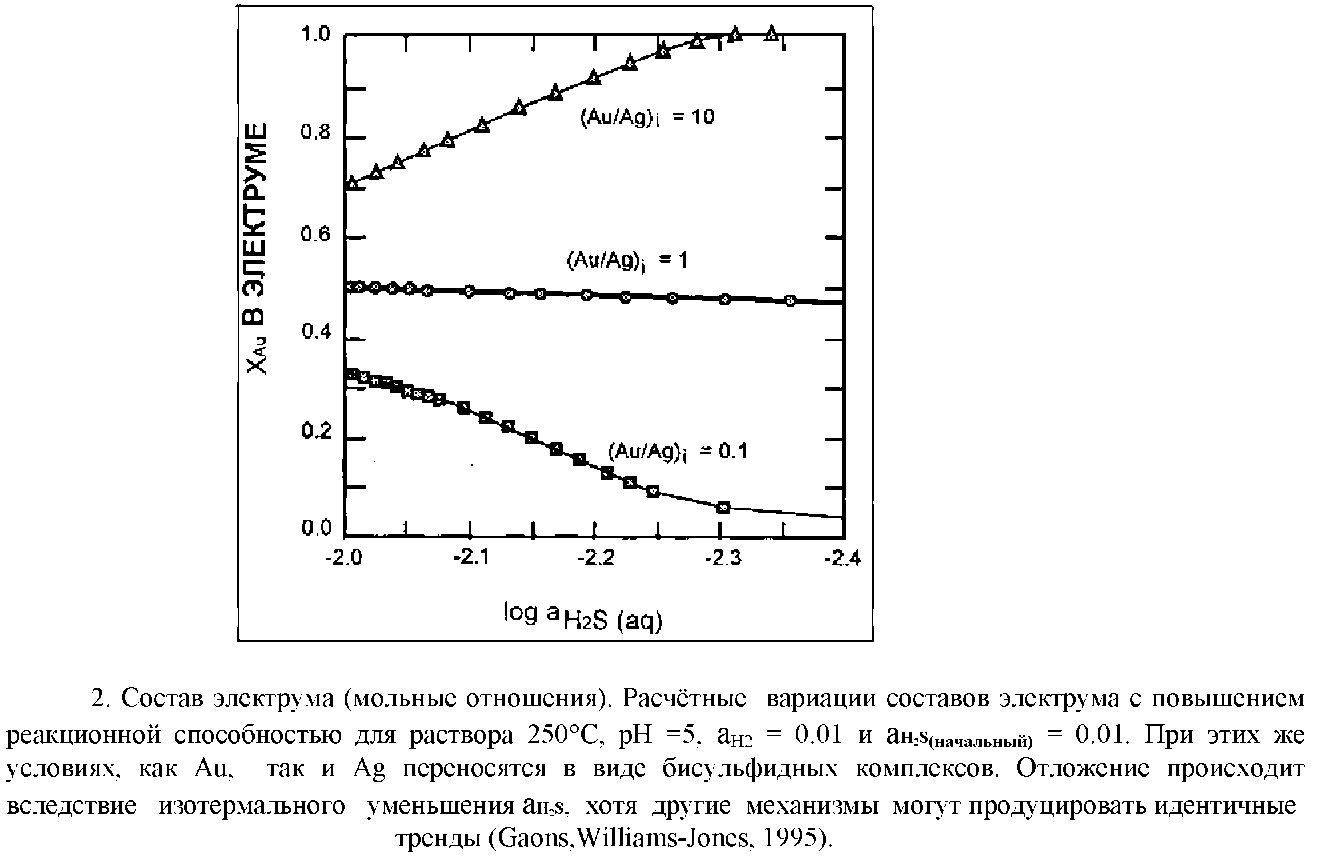 1.0
0.8
0.6
0.4
0.2
0.0
XAu В ЭЛЕКТРУМЕ
(Au/Ag)i = 10
(Au/Ag)i = 1
(Au/Ag)i = 0.1
-2.0 -2.1 -2.2 -2.3 -2.4
log aH2S (aq)
2. Состав электрума (мольные отношения). Расчётные вариации составов электрума с повышением
реакционной способностью для раствора 250°С, pH =5, aH2 = 0.01 и aH2S(начальный) = 0.01. При этих же
условиях, как Au, так и Ag переносятся в виде бисульфидных комплексов. Отложение происходит
вследствие изотермального уменьшения aH2S, хотя другие механизмы могут продуцировать идентичные
тренды (Gaons,Williams-Jones, 1995).